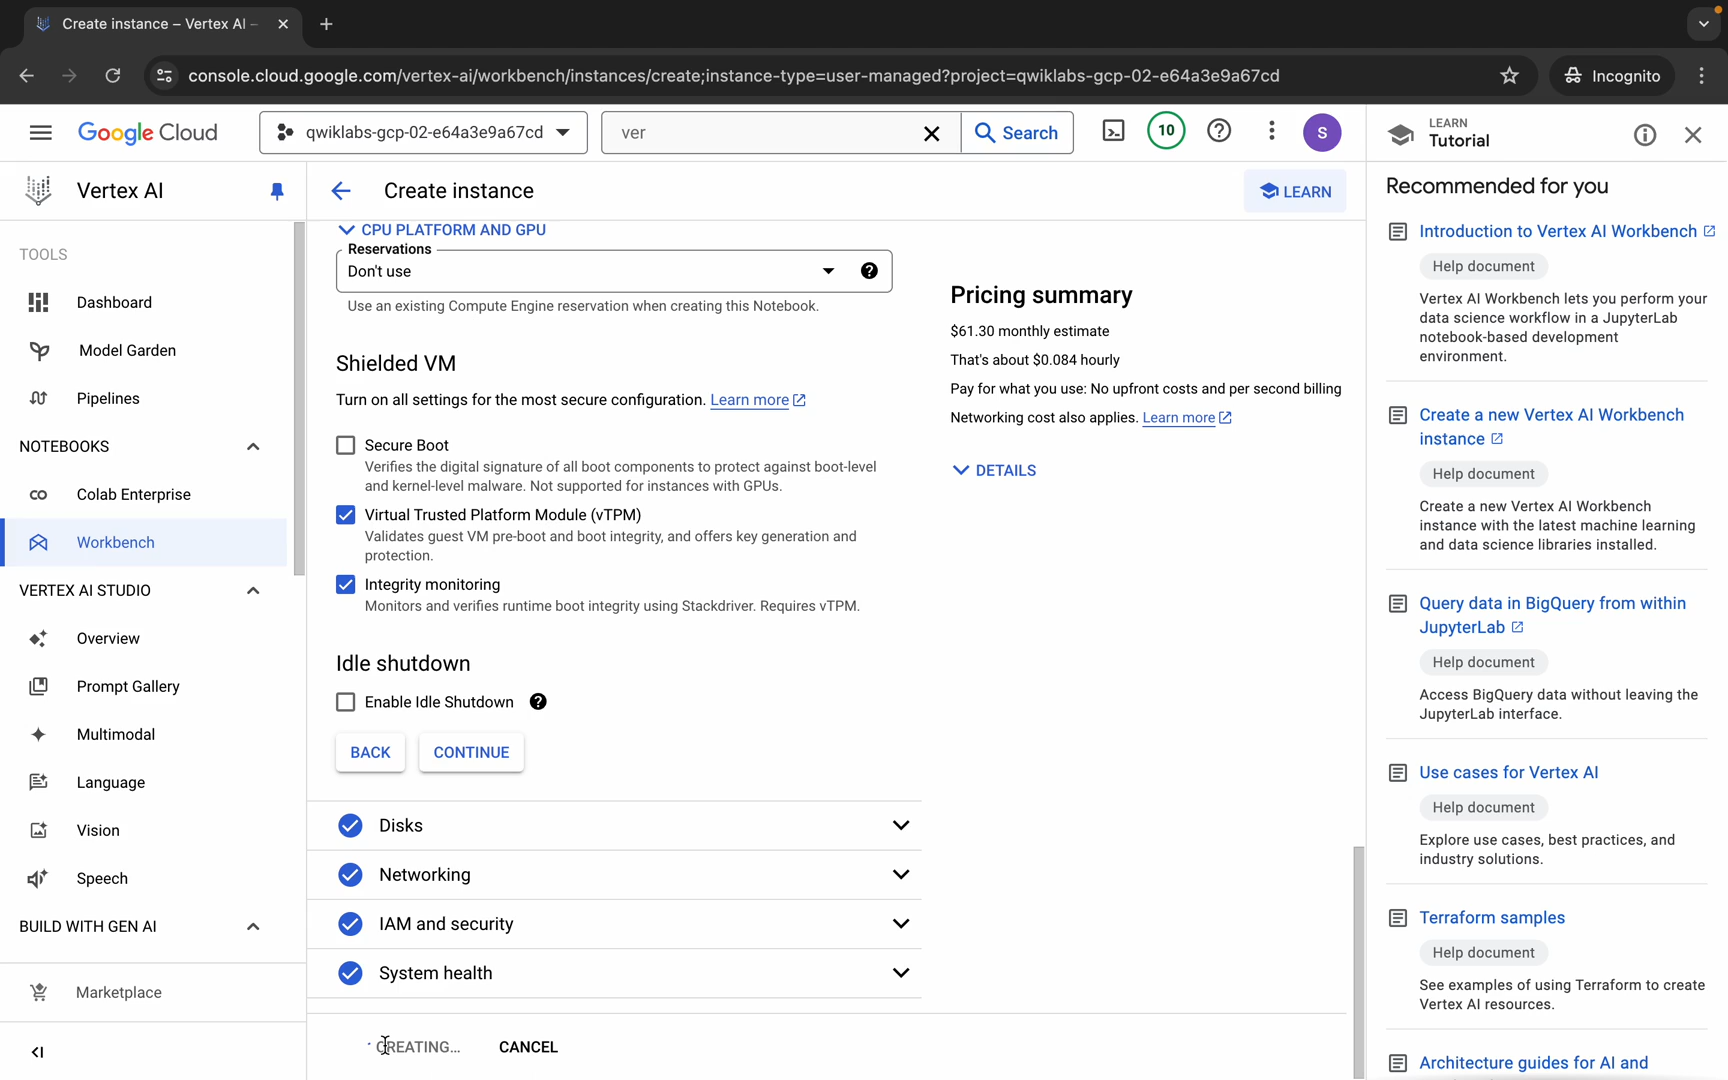 Create instance – Vertex AI –
console.cloud.google.com/vertex-ai/workbench/instances/create;instance-type=user-managed?project=qwiklabs-gcp-02-e64a3e9a67cd
Incognito
Google Cloud
qwiklabs-gcp-02-e64a3e9a67cd
ver
Search
10
S
LEARN
Tutorial
Vertex AI
Create instance
LEARN
TOOLS
Dashboard
Model Garden
Pipelines
NOTEBOOKS
Colab Enterprise
Workbench
VERTEX AI STUDIO
Overview
Prompt Gallery
Multimodal
Language
Vision
Speech
BUILD WITH GEN AI
Marketplace
CPU PLATFORM AND GPU
Reservations
Don't use
Use an existing Compute Engine reservation when creating this Notebook.
Shielded VM
Turn on all settings for the most secure configuration. Learn more
Secure Boot
Verifies the digital signature of all boot components to protect against boot-level
and kernel-level malware. Not supported for instances with GPUs.
Virtual Trusted Platform Module (vTPM)
Validates guest VM pre-boot and boot integrity, and offers key generation and
protection.
Integrity monitoring
Monitors and verifies runtime boot integrity using Stackdriver. Requires vTPM.
Idle shutdown
Enable Idle Shutdown
BACK
CONTINUE
Disks
Networking
IAM and security
System health
CREATING...
CANCEL
Pricing summary
$61.30 monthly estimate
That's about $0.084 hourly
Pay for what you use: No upfront costs and per second billing
Networking cost also applies. Learn more
DETAILS
Recommended for you
Introduction to Vertex AI Workbench
Help document
Vertex AI Workbench lets you perform your
data science workflow in a JupyterLab
notebook-based development
environment.
Create a new Vertex AI Workbench
instance
Help document
Create a new Vertex AI Workbench
instance with the latest machine learning
and data science libraries installed.
Query data in BigQuery from within
JupyterLab
Help document
Access BigQuery data without leaving the
JupyterLab interface.
Use cases for Vertex AI
Help document
Explore use cases, best practices, and
industry solutions.
Terraform samples
Help document
See examples of using Terraform to create
Vertex AI resources.
Architecture guides for AI and